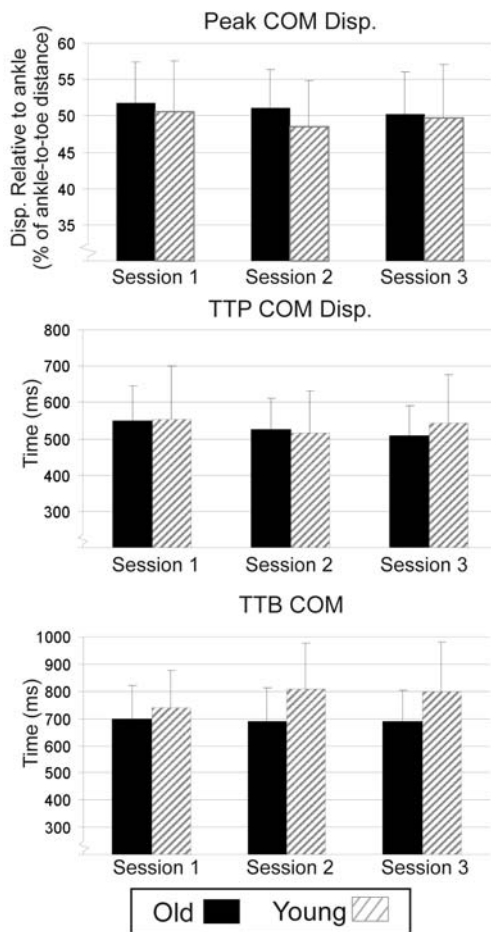 Peak COM Disp.
Disp. Relative to ankle
(% of ankle-to-toe distance)
60
55
50
45
40
35
Session 1 Session 2 Session 3
TTP COM Disp.
Time (ms)
800
700
600
500
400
300
Session 1 Session 2 Session 3
TTB COM
Time (ms)
1000
900
800
700
600
500
400
300
Session 1 Session 2 Session 3
Old Young